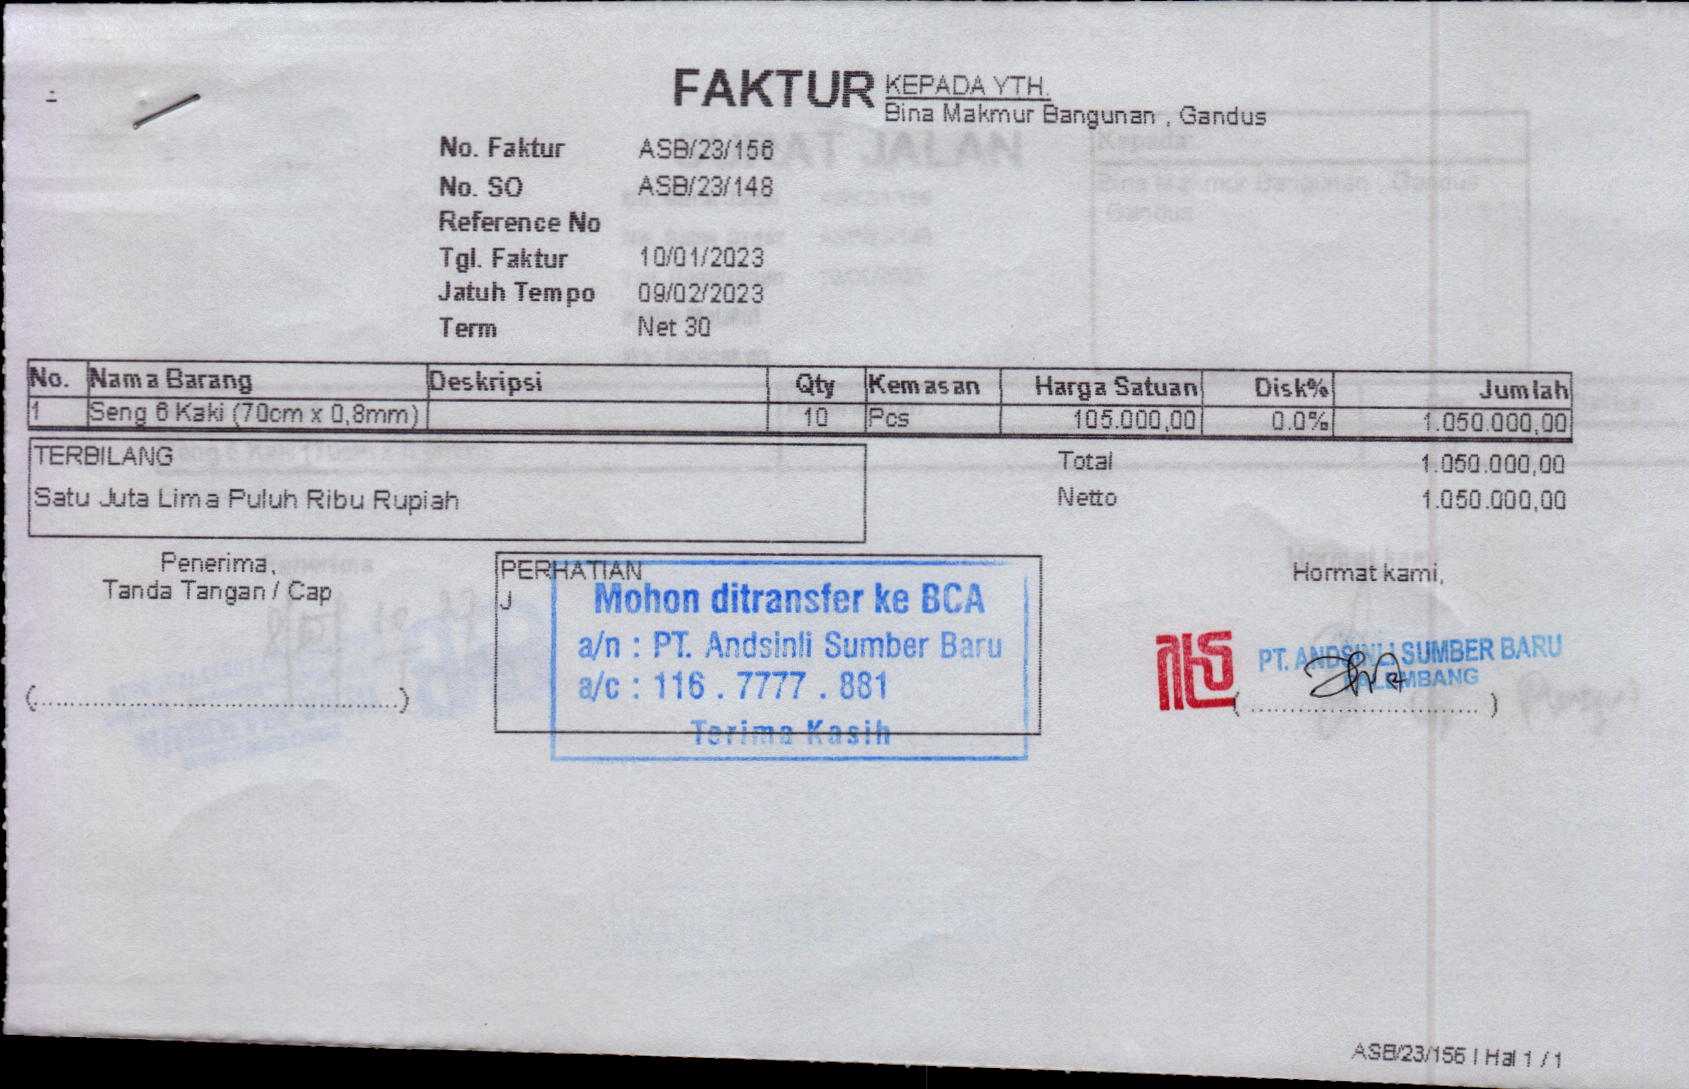 FAKTUR
KEPADA YTH.
Bina Makmur Bangunan , Gandus
No. Faktur ASB/23/156
No. SO ASB/23/148
Reference No
Tgl. Faktur 10/01/2023
Jatuh Tempo 09/02/2023
Term Net 30
No. Nama Barang Deskripsi Qty Kemasan Harga Satuan Disk% Jumlah
1 Seng 6 Kaki (70cm x 0,8mm) 10 Pcs 105.000,00 0.0% 1.050.000,00
TERBILANG
Satu Juta Lima Puluh Ribu Rupiah
Total 1.050.000,00
Netto 1.050.000,00
Penerima,
Tanda Tangan / Cap
(..................................................)
PERHATIAN
J
Mohon ditransfer ke BCA
a/n : PT. Andsinli Sumber Baru
a/c : 116 . 7777 . 881
Terima Kasih
Hormat kami,
PT. ANDSINLI SUMBER BARU
PALEMBANG
( ................................ )
ASB/23/156 | Hal 1 / 1